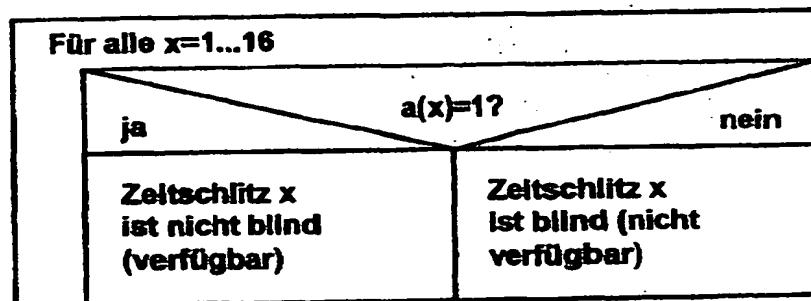 Für alle x=1...16
a(x)=1?
ja
nein
Zeitschlitz x
ist nicht blind
(verfügbar)
Zeitschlitz x
ist blind (nicht
verfügbar)